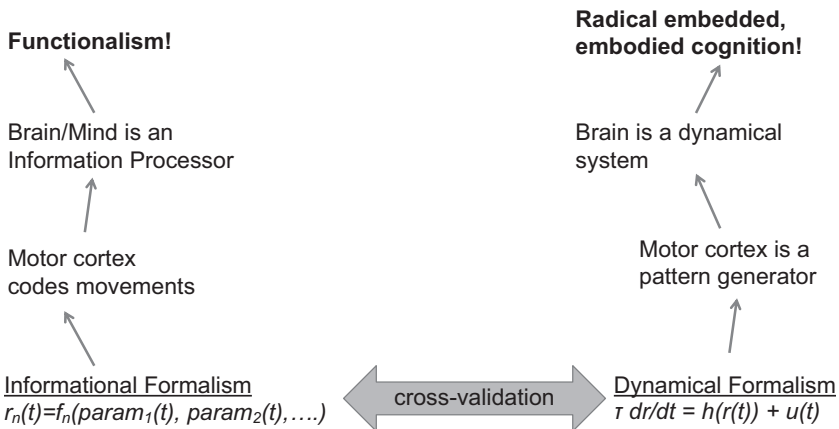 Functionalism!
Brain/Mind is an
Information Processor
Motor cortex
codes movements
Informational Formalism
rₙ(t)=fₙ(param₁(t), param₂(t),….)
cross-validation
Radical embedded,
embodied cognition!
Brain is a dynamical
system
Motor cortex is a
pattern generator
Dynamical Formalism
τ dr/dt = h(r(t)) + u(t)